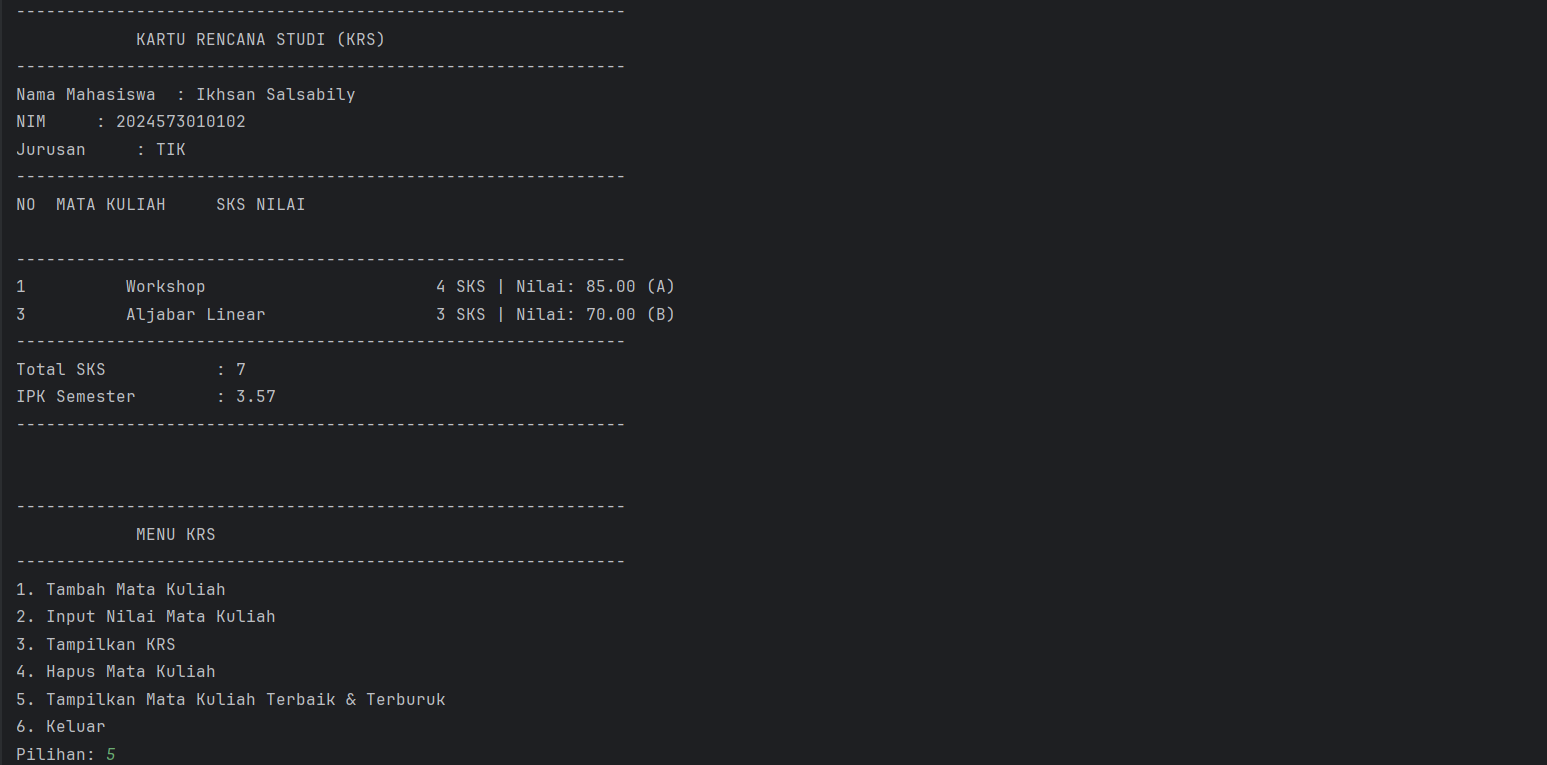 -------------------------------------------------------------
            KARTU RENCANA STUDI (KRS)
-------------------------------------------------------------
Nama Mahasiswa  : Ikhsan Salsabily
NIM     : 2024573010102
Jurusan     : TIK
-------------------------------------------------------------
NO  MATA KULIAH     SKS NILAI
-------------------------------------------------------------
1          Workshop                       4 SKS | Nilai: 85.00 (A)
3          Aljabar Linear                 3 SKS | Nilai: 70.00 (B)
-------------------------------------------------------------
Total SKS           : 7
IPK Semester        : 3.57
-------------------------------------------------------------
-------------------------------------------------------------
            MENU KRS
-------------------------------------------------------------
1. Tambah Mata Kuliah
2. Input Nilai Mata Kuliah
3. Tampilkan KRS
4. Hapus Mata Kuliah
5. Tampilkan Mata Kuliah Terbaik & Terburuk
6. Keluar
Pilihan: 5